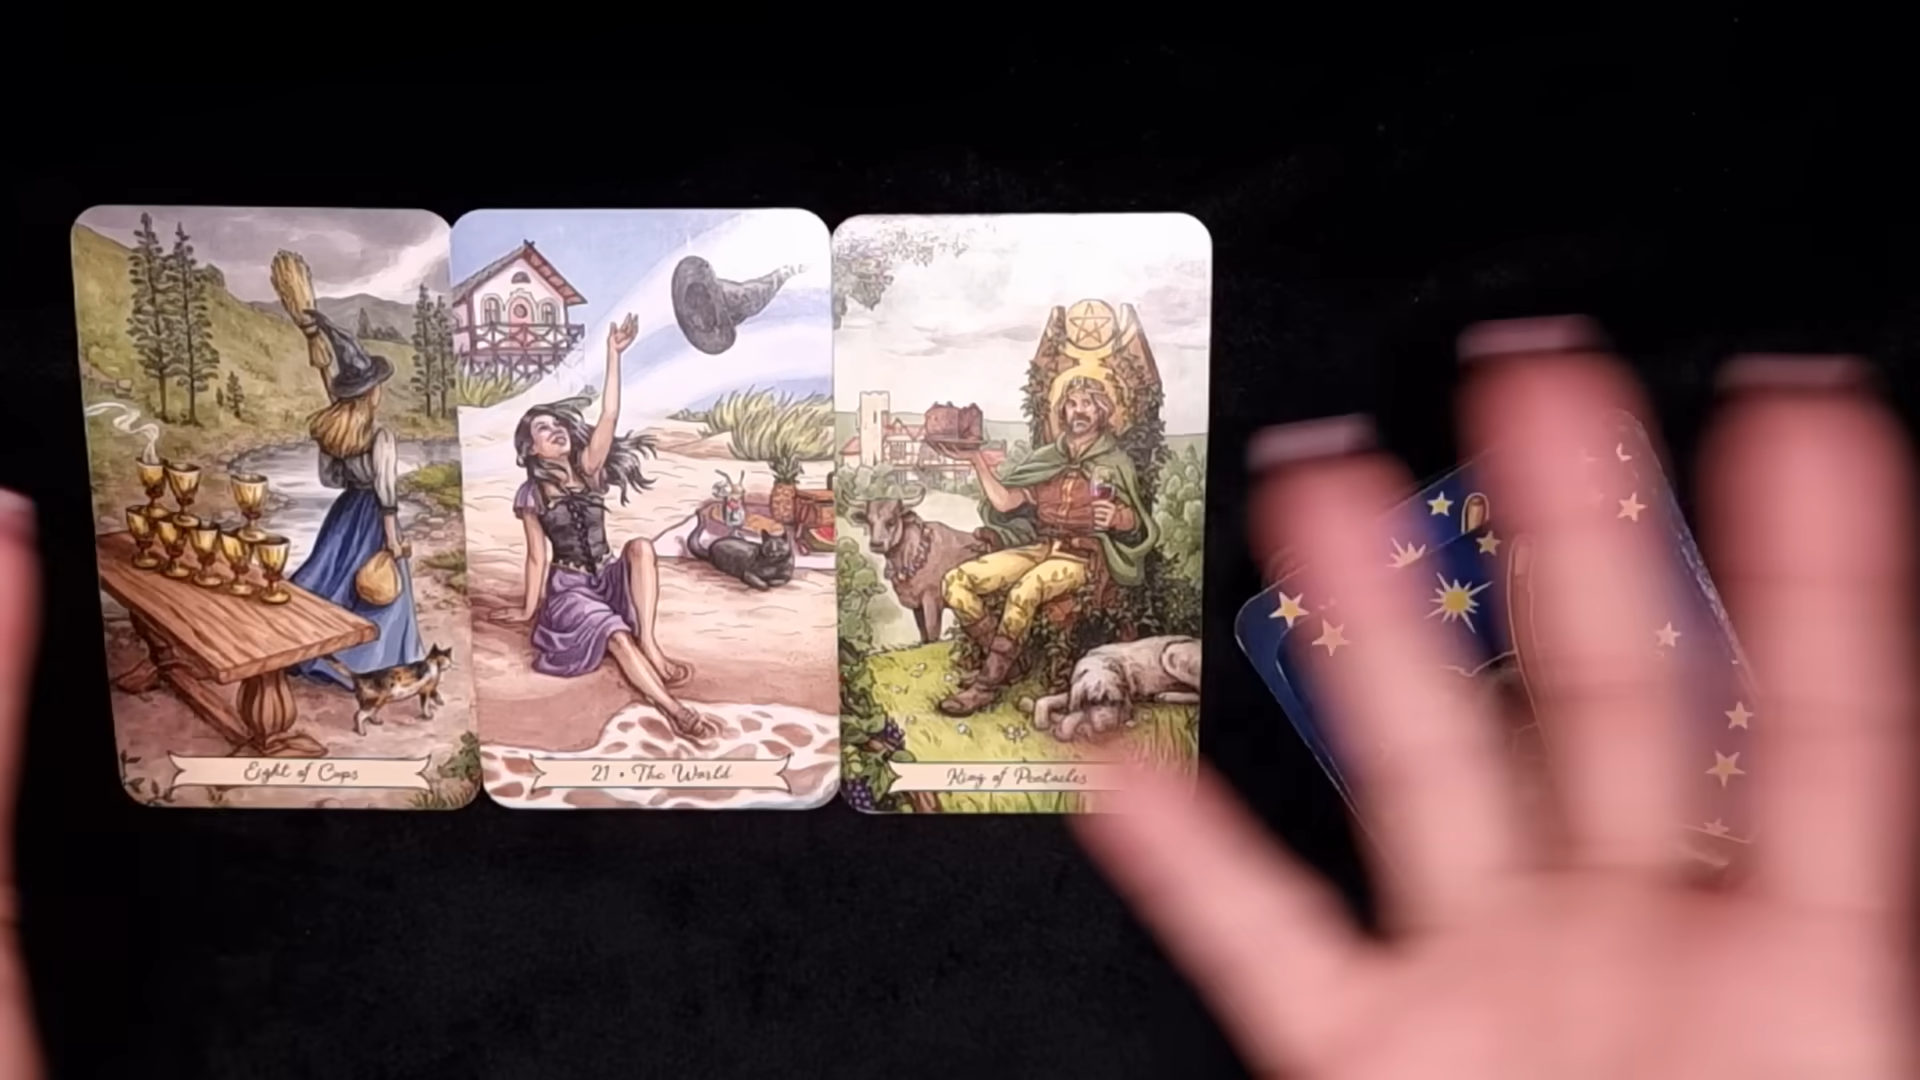 Eight of Cups
21 • The World
King of Pentacles